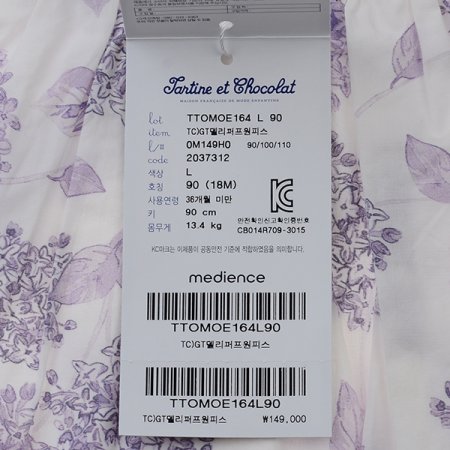 Tartine et Chocolat
MAISON FRANÇAISE DE MODE ENFANTINE
lot TTOMOE164 L 90
item TC)GT델리퍼프원피스
l/# 0M149H0 90/100/110
code 2037312
색상 L
호칭 90 (18M)
사용연령 36개월 미만
키 90 cm
몸무게 13.4 kg
안전확인신고확인증번호
CB014R709-3015
KC마크는 이제품이 공통안전 기준에 적합하였음을 의미합니다.
medience
TTOMOE164L90
TC)GT델리퍼프원피스
TTOMOE164L90
TC)GT델리퍼프원피스 ₩149,000